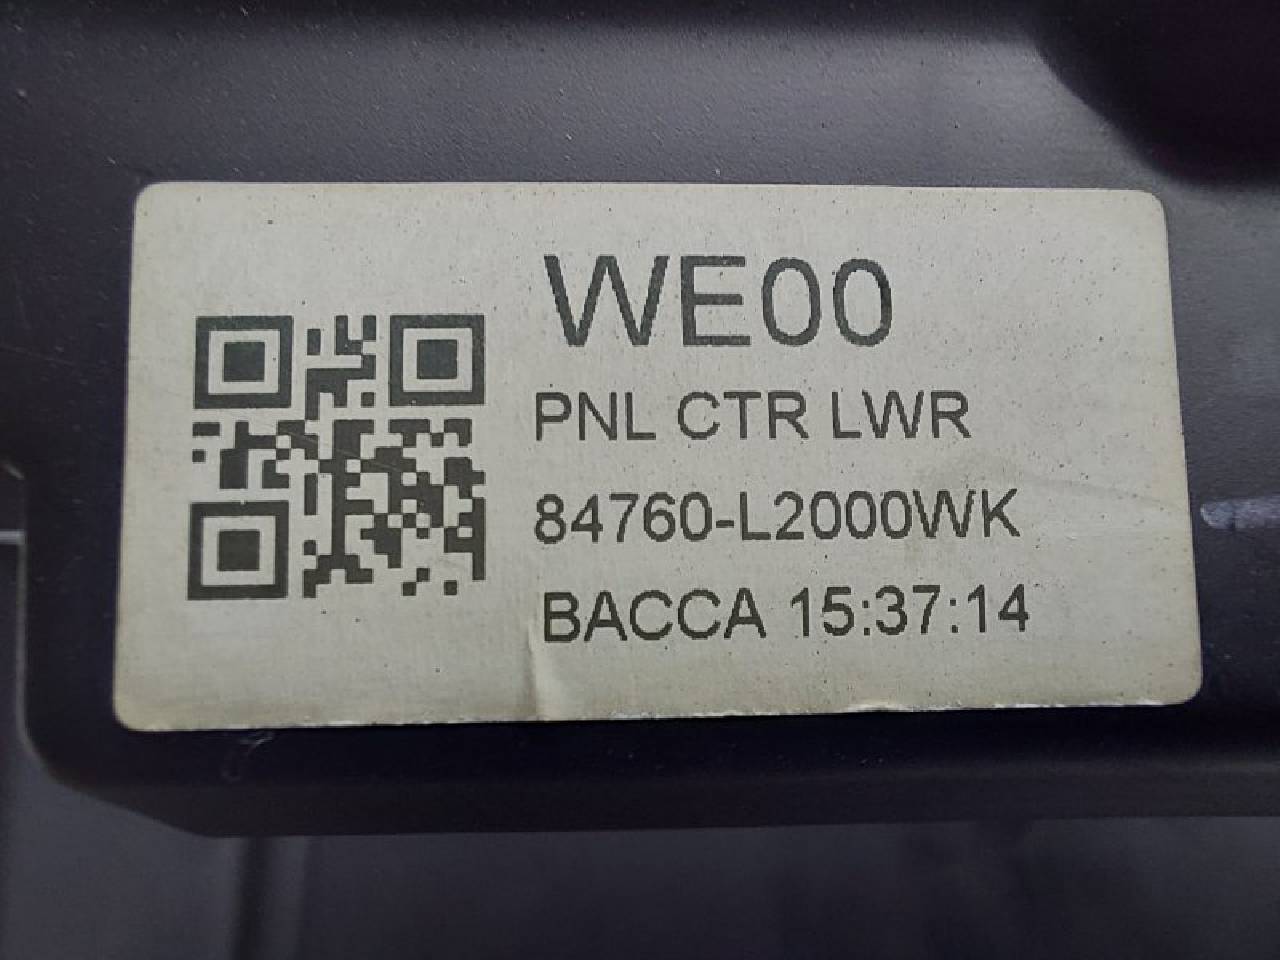 WE00
PNL CTR LWR
84760-L2000WK
BACCA 15:37:14